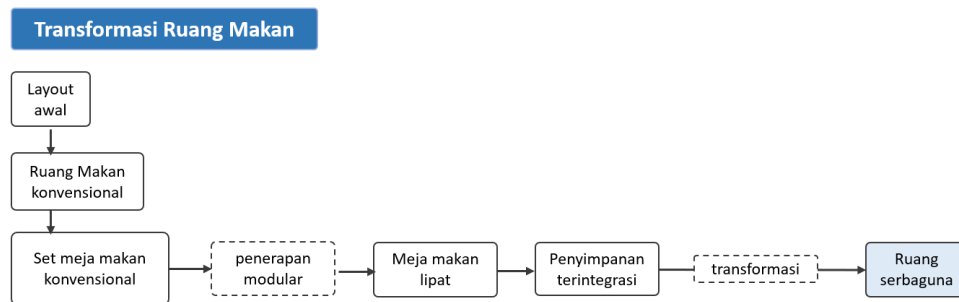 Transformasi Ruang Makan
Layout
awal
Ruang Makan
konvensional
Set meja makan
konvensional
penerapan
modular
Meja makan
lipat
Penyimpanan
terintegrasi
transformasi
Ruang
serbaguna